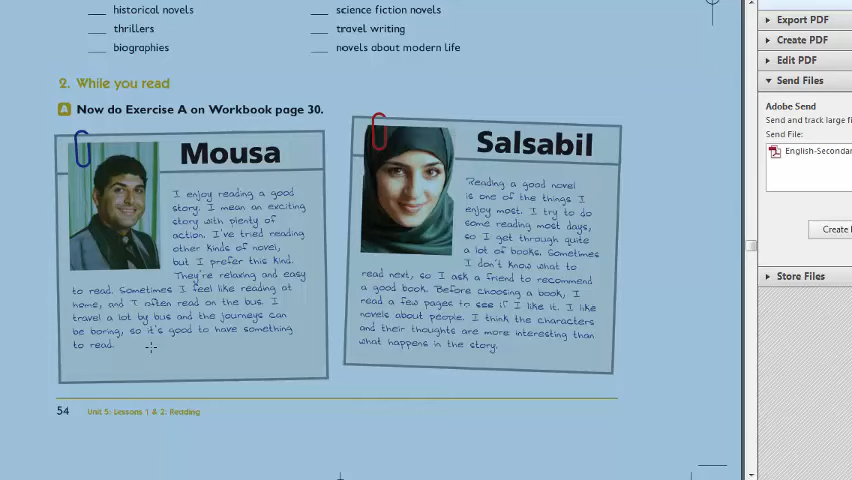 ___ historical novels
___ science fiction novels
___ thrillers
___ travel writing
___ biographies
___ novels about modern life
2. While you read
A Now do Exercise A on Workbook page 30.
Mousa
I enjoy reading a good
story. I mean an exciting
story with plenty of
action. I've tried reading
other kinds of novel,
but I prefer this kind.
They're relaxing and easy
to read. Sometimes I feel like reading at
home, and I often read on the bus. I
travel a lot by bus and the journeys can
be boring, so it's good to have something
to read.
Salsabil
Reading a good novel
is one of the things I
enjoy most. I try to do
some reading most days,
so I get through quite
a lot of books. Sometimes
I don't know what to
read next, so I ask a friend to recommend
a good book. Before choosing a book, I
read a few pages to see if I like it. I like
novels about people. I think the characters
and their thoughts are more interesting than
what happens in the story.
54 Unit 5: Lessons 1 & 2: Reading
Export PDF
Create PDF
Edit PDF
Send Files
Adobe Send
Send and track large fi
Send File:
English-Secondar
Create
Store Files